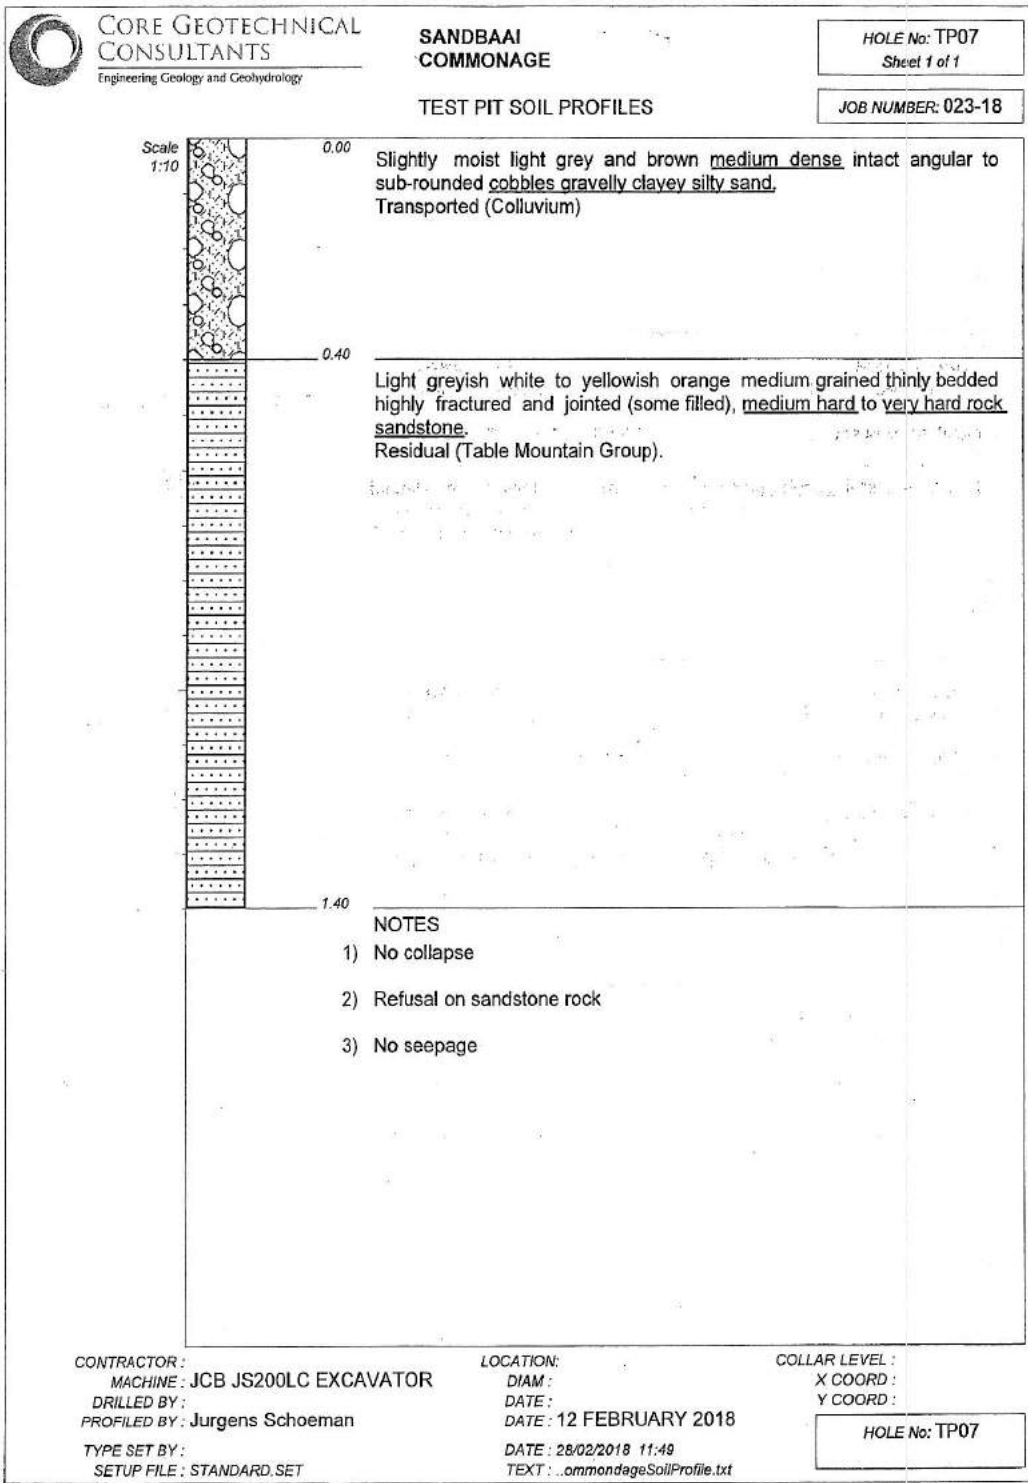 CORE GEOTECHNICAL
CONSULTANTS
Engineering Geology and Geohydrology
SANDBAAI
COMMONAGE
TEST PIT SOIL PROFILES
HOLE No: TP07
Sheet 1 of 1
JOB NUMBER: 023-18
Scale
1:10
0.00
Slightly moist light grey and brown medium dense intact angular to
sub-rounded cobbles gravelly clayey silty sand.
Transported (Colluvium)
0.40
Light greyish white to yellowish orange medium grained thinly bedded
highly fractured and jointed (some filled), medium hard to very hard rock
sandstone.
Residual (Table Mountain Group).
1.40
NOTES
1) No collapse
2) Refusal on sandstone rock
3) No seepage
CONTRACTOR :
MACHINE : JCB JS200LC EXCAVATOR
DRILLED BY :
PROFILED BY : Jurgens Schoeman
TYPE SET BY :
SETUP FILE : STANDARD.SET
LOCATION:
DIAM :
DATE :
DATE : 12 FEBRUARY 2018
DATE : 28/02/2018 11:49
TEXT : ..ommondageSoilProfile.txt
COLLAR LEVEL :
X COORD :
Y COORD :
HOLE No: TP07